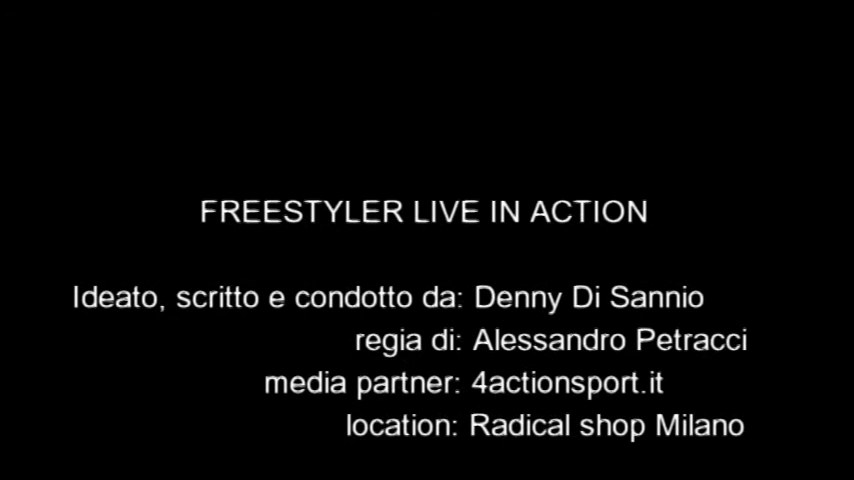 FREESTYLER LIVE IN ACTION
Ideato, scritto e condotto da: Denny Di Sannio
regia di: Alessandro Petracci
media partner: 4actionsport.it
location: Radical shop Milano